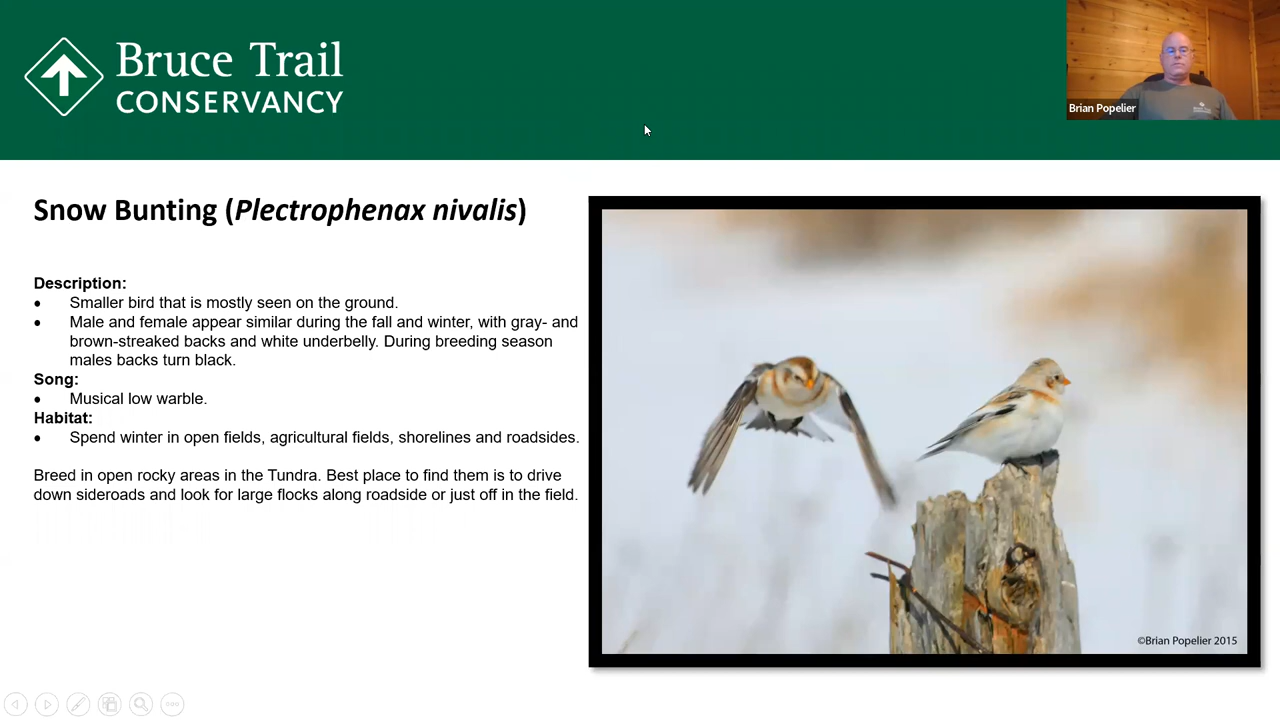 Bruce Trail
CONSERVANCY
Brian Popelier
Snow Bunting (Plectrophenax nivalis)
Description:
• Smaller bird that is mostly seen on the ground.
• Male and female appear similar during the fall and winter, with gray- and
brown-streaked backs and white underbelly. During breeding season
males backs turn black.
Song:
• Musical low warble.
Habitat:
• Spend winter in open fields, agricultural fields, shorelines and roadsides.
Breed in open rocky areas in the Tundra. Best place to find them is to drive
down sideroads and look for large flocks along roadside or just off in the field.
©Brian Popelier 2015